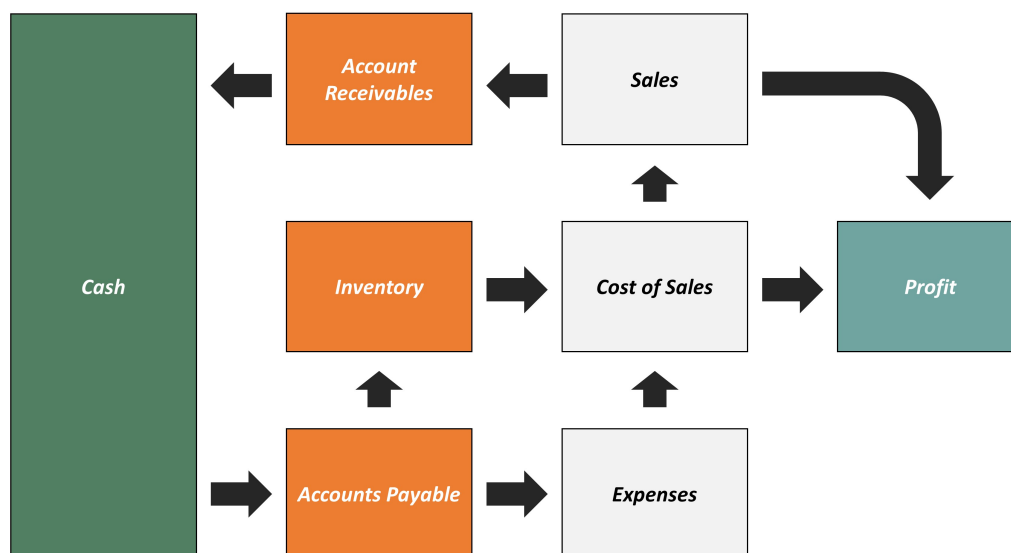 Account
Receivables
Sales
Cash
Inventory
Cost of Sales
Profit
Accounts Payable
Expenses